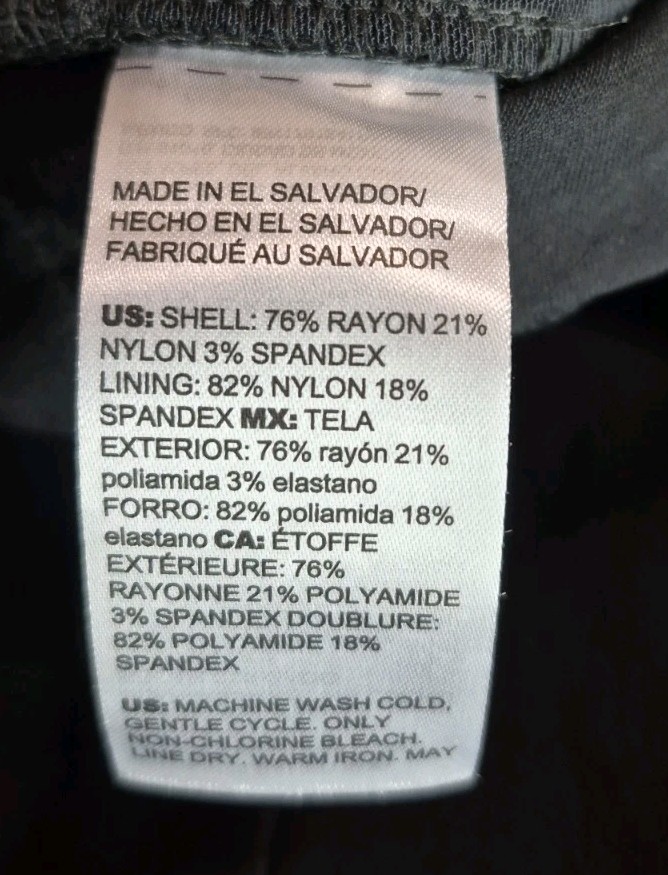 MADE IN EL SALVADOR/
HECHO EN EL SALVADOR/
FABRIQUÉ AU SALVADOR
US: SHELL: 76% RAYON 21%
NYLON 3% SPANDEX
LINING: 82% NYLON 18%
SPANDEX MX: TELA
EXTERIOR: 76% rayón 21%
poliamida 3% elastano
FORRO: 82% poliamida 18%
elastano CA: ÉTOFFE
EXTÉRIEURE: 76%
RAYONNE 21% POLYAMIDE
3% SPANDEX DOUBLURE:
82% POLYAMIDE 18%
SPANDEX
US: MACHINE WASH COLD,
GENTLE CYCLE. ONLY
NON-CHLORINE BLEACH.
LINE DRY. WARM IRON. MAY